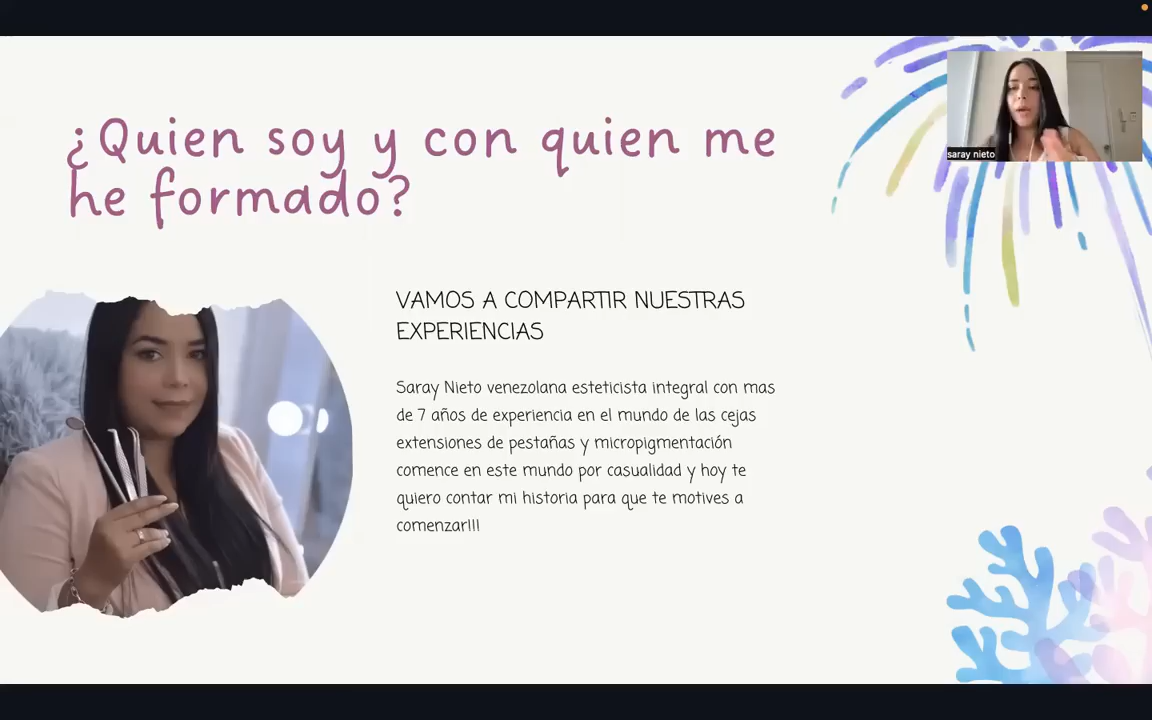 ¿Quien soy y con quien me
he formado?
saray nieto
VAMOS A COMPARTIR NUESTRAS
EXPERIENCIAS
Saray Nieto venezolana esteticista integral con mas
de 7 años de experiencia en el mundo de las cejas
extensiones de pestañas y micropigmentación
comence en este mundo por casualidad y hoy te
quiero contar mi historia para que te motives a
comenzar!!!